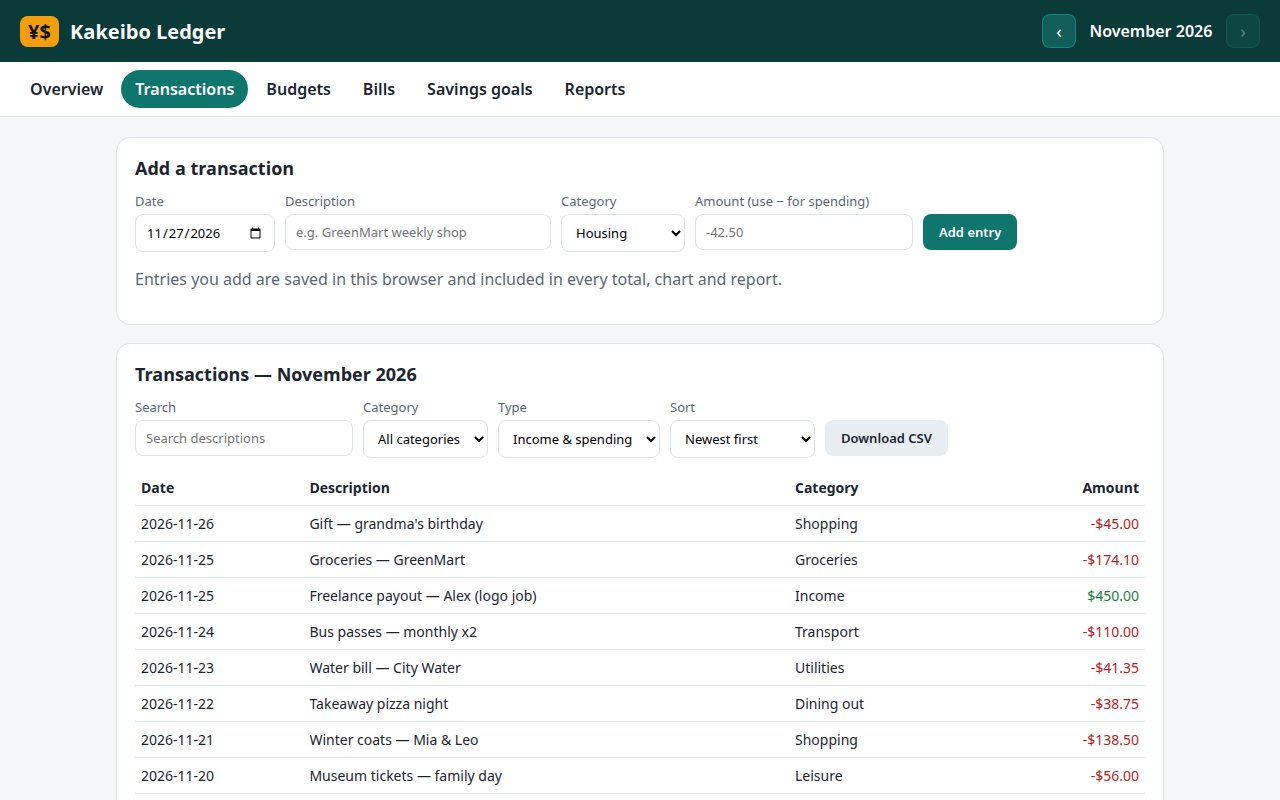 ¥$ Kakeibo Ledger ‹ November 2026 ›
Overview Transactions Budgets Bills Savings goals Reports
Add a transaction
Date Description Category Amount (use − for spending)
11/27/2026 e.g. GreenMart weekly shop Housing -42.50 Add entry
Entries you add are saved in this browser and included in every total, chart and report.
Transactions — November 2026
Search Category Type Sort
Search descriptions All categories Income & spending Newest first Download CSV
Date Description Category Amount
2026-11-26 Gift — grandma's birthday Shopping -$45.00
2026-11-25 Groceries — GreenMart Groceries -$174.10
2026-11-25 Freelance payout — Alex (logo job) Income $450.00
2026-11-24 Bus passes — monthly x2 Transport -$110.00
2026-11-23 Water bill — City Water Utilities -$41.35
2026-11-22 Takeaway pizza night Dining out -$38.75
2026-11-21 Winter coats — Mia & Leo Shopping -$138.50
2026-11-20 Museum tickets — family day Leisure -$56.00